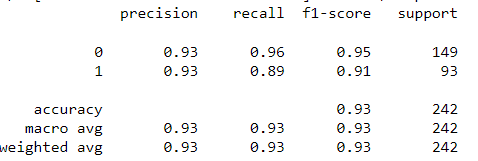 precision recall f1-score support
0 0.93 0.96 0.95 149
1 0.93 0.89 0.91 93
accuracy 0.93 242
macro avg 0.93 0.93 0.93 242
weighted avg 0.93 0.93 0.93 242